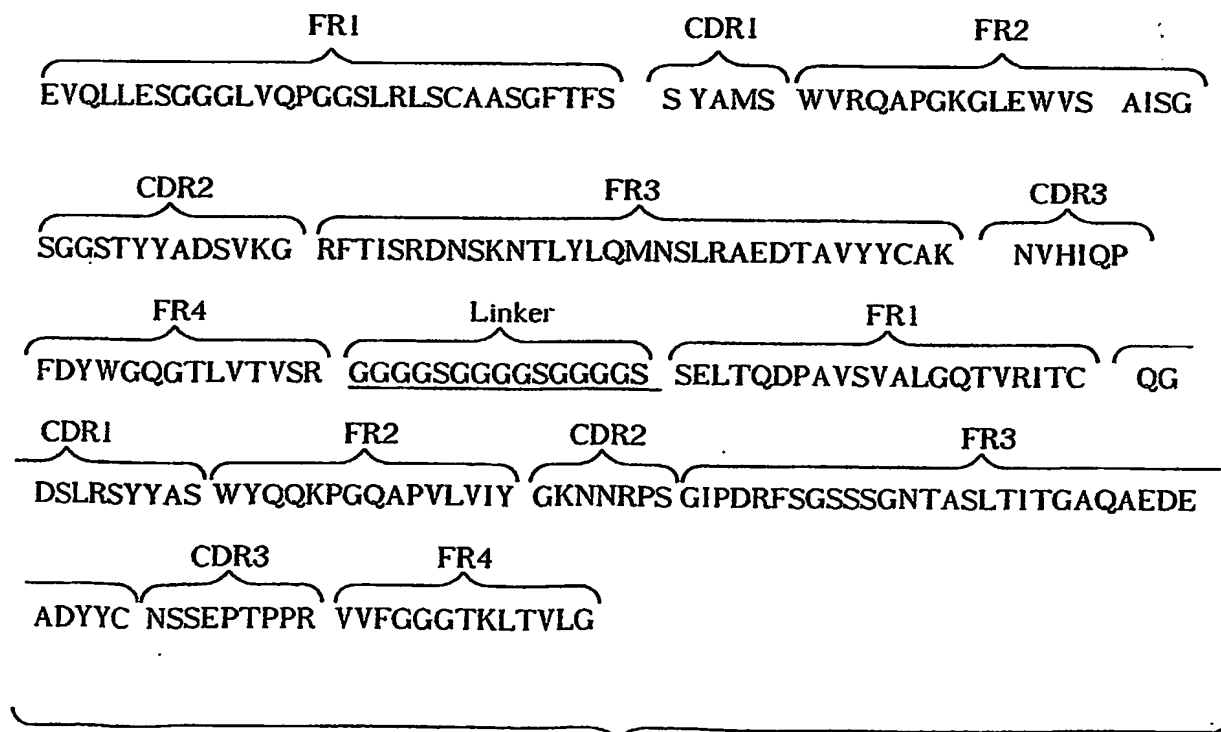 FR1 CDR1 FR2
EVQLLESGGGLVQPGGSLRLSCAASGFTFS S YAMS WVRQAPGKGLEWVS AISG
CDR2 FR3 CDR3
SGGSTYYADSVKG RFTISRDNSKNTLYLQMNSLRAEDTAVYYCAK NVHIQP
FR4 Linker FR1
FDYWGQGTLVTVSR GGGGSGGGGSGGGGS SELTQDPAVSVALGQTVRITC QG
CDR1 FR2 CDR2 FR3
DSLRSYYAS WYQQKPGQAPVLVIY GKNNRPS GIPDRFSGSSSGNTASLTITGAQAEDE
CDR3 FR4
ADYYC NSSEPTPPR VVFGGGTKLTVLG